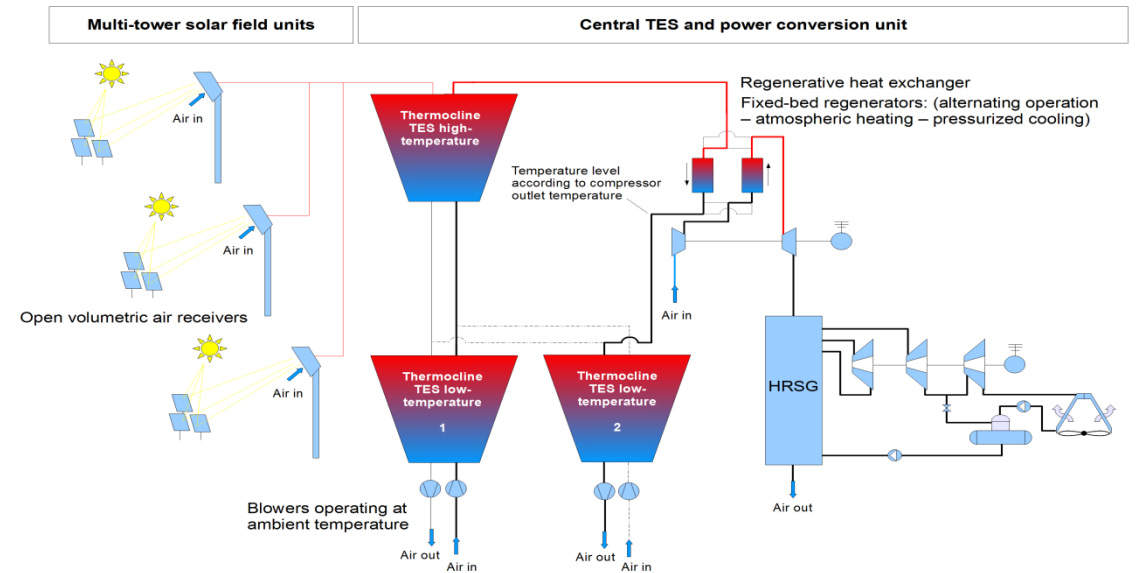 Multi-tower solar field units
Central TES and power conversion unit
Air in
Air in
Open volumetric air receivers
Air in
Thermocline
TES high-
temperature
Regenerative heat exchanger
Fixed-bed regenerators: (alternating operation
– atmospheric heating – pressurized cooling)
Temperature level
according to compressor
outlet temperature
Air in
Thermocline
TES low-
temperature
1
Thermocline
TES low-
temperature
2
HRSG
Blowers operating at
ambient temperature
Air out
Air in
Air out
Air in
Air out